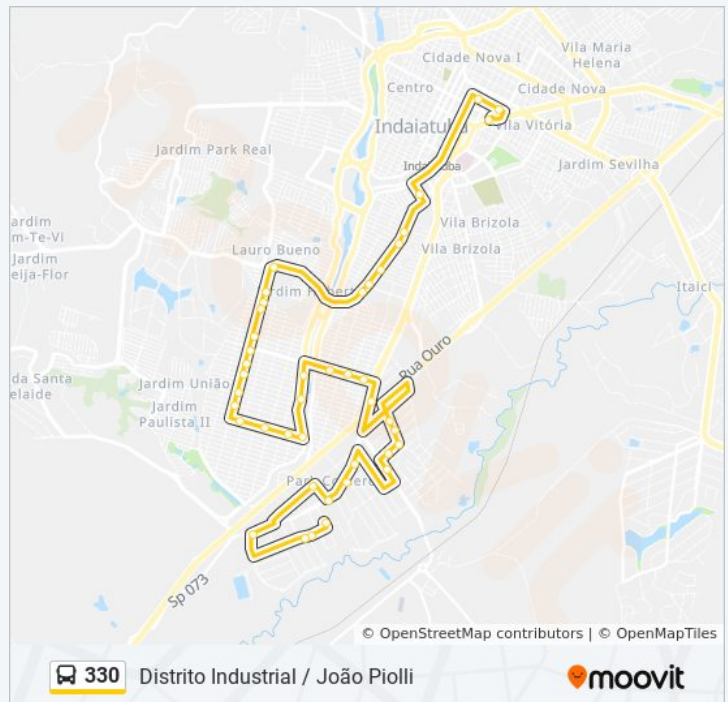 Vila Maria
Helena
Cidade Nova I
Centro
Cidade Nova
Indaiatuba
Vila Vitória
Jardim Park Real
Jardim Sevilha
Vila Brizola
Lauro Bueno
Vila Brizola
Jardim
Jardim
Itaici
Rua Ouro
Jardim União
Jardim
Paulista II
Sp 073
© OpenStreetMap contributors | © OpenMapTiles
330 Distrito Industrial / João Piolli
moovit